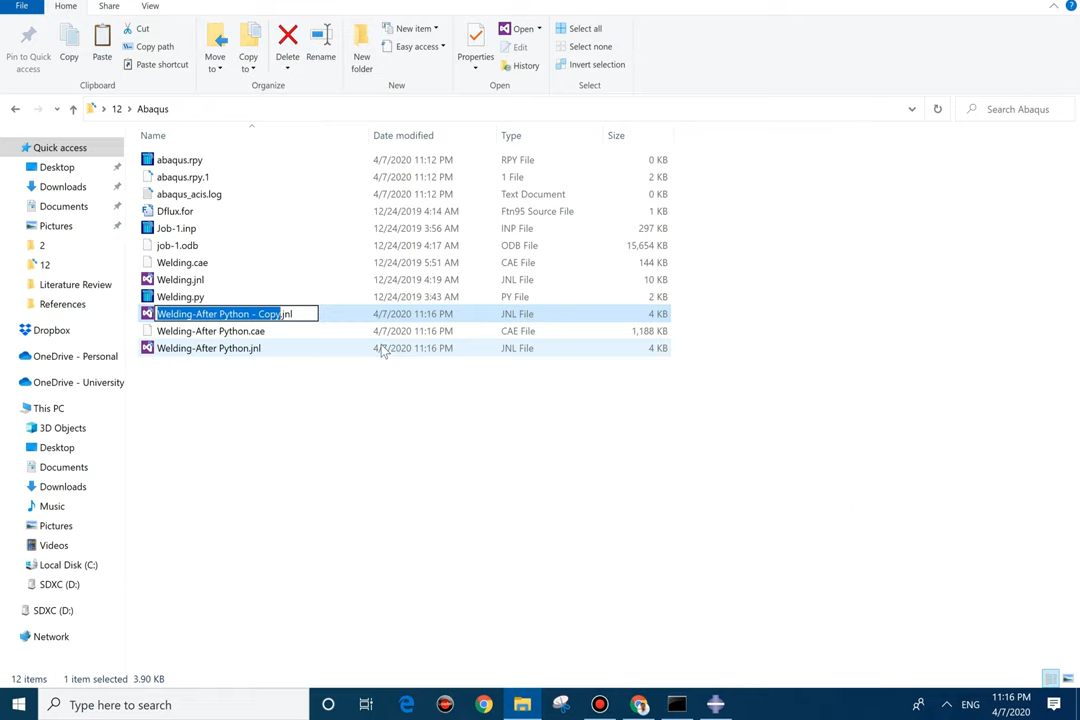 File Home Share View
Pin to Quick access
Copy
Paste
Cut
Copy path
Paste shortcut
Clipboard
Move to
Copy to
Delete
Rename
Organize
New folder
New item
Easy access
New
Properties
Open
Edit
History
Open
Select all
Select none
Invert selection
Select
12 Abaqus
Search Abaqus
Name Date modified Type Size
abaqus.rpy 4/7/2020 11:12 PM RPY File 0 KB
abaqus.rpy.1 4/7/2020 11:12 PM 1 File 2 KB
abaqus_acis.log 4/7/2020 11:12 PM Text Document 0 KB
Dflux.for 12/24/2019 4:14 AM Ftn95 Source File 1 KB
Job-1.inp 12/24/2019 3:56 AM INP File 297 KB
job-1.odb 12/24/2019 4:17 AM ODB File 15,654 KB
Welding.cae 12/24/2019 5:51 AM CAE File 144 KB
Welding.jnl 12/24/2019 4:19 AM JNL File 10 KB
Welding.py 12/24/2019 3:43 AM PY File 2 KB
Welding-After Python - Copy.jnl 4/7/2020 11:16 PM JNL File 4 KB
Welding-After Python.cae 4/7/2020 11:16 PM CAE File 1,188 KB
Welding-After Python.jnl 4/7/2020 11:16 PM JNL File 4 KB
Quick access
Desktop
Downloads
Documents
Pictures
2
12
Literature Review
References
Dropbox
OneDrive - Personal
OneDrive - University
This PC
3D Objects
Desktop
Documents
Downloads
Music
Pictures
Videos
Local Disk (C:)
SDXC (D:)
SDXC (D:)
Network
12 items 1 item selected 3.90 KB
Type here to search
ENG
11:16 PM
4/7/2020